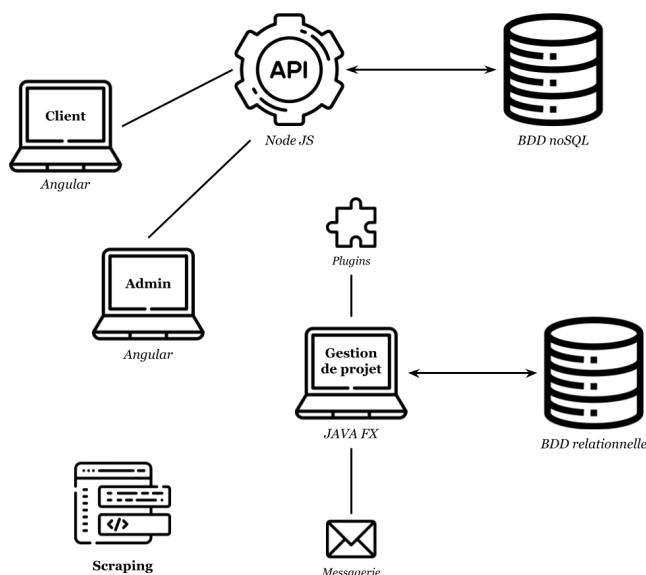 API
Node JS
BDD noSQL
Client
Angular
Admin
Angular
Plugins
Gestion
de projet
JAVA FX
BDD relationnelle
</>
Scraping
Messagerie